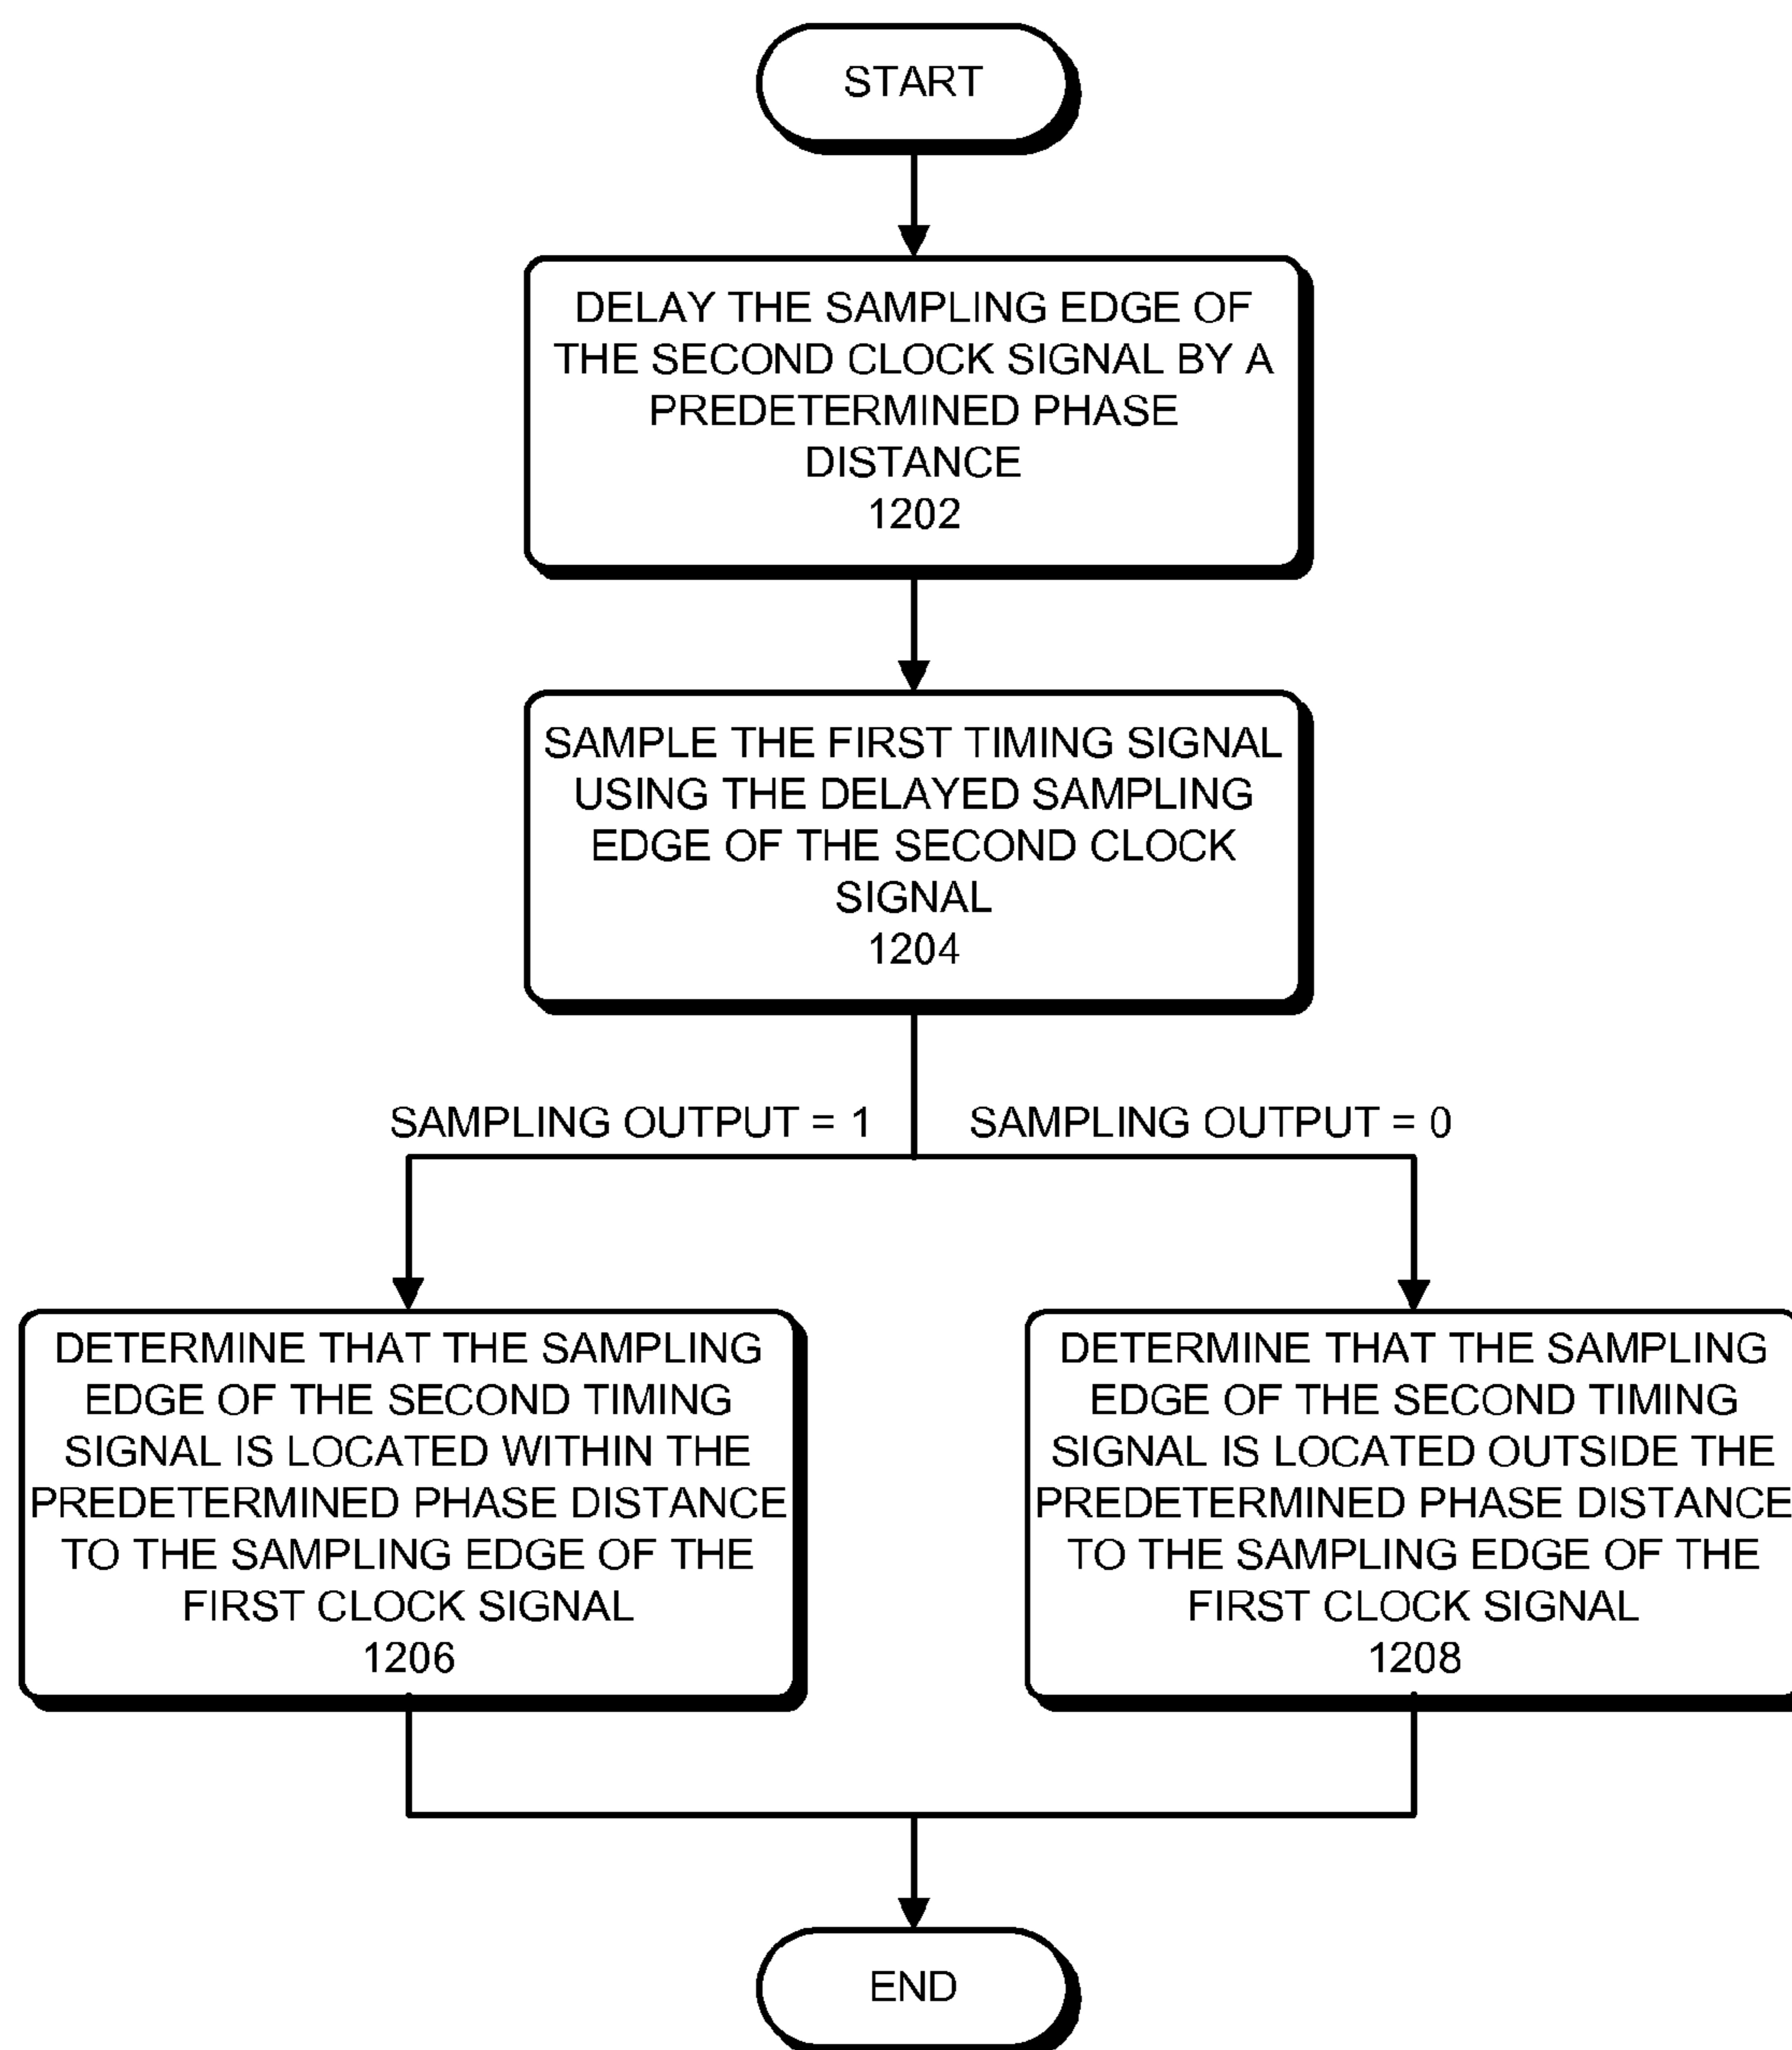 START
DELAY THE SAMPLING EDGE OF
THE SECOND CLOCK SIGNAL BY A
PREDETERMINED PHASE
DISTANCE
1202
SAMPLE THE FIRST TIMING SIGNAL
USING THE DELAYED SAMPLING
EDGE OF THE SECOND CLOCK
SIGNAL
1204
SAMPLING OUTPUT = 1
SAMPLING OUTPUT = 0
DETERMINE THAT THE SAMPLING
EDGE OF THE SECOND TIMING
SIGNAL IS LOCATED WITHIN THE
PREDETERMINED PHASE DISTANCE
TO THE SAMPLING EDGE OF THE
FIRST CLOCK SIGNAL
1206
DETERMINE THAT THE SAMPLING
EDGE OF THE SECOND TIMING
SIGNAL IS LOCATED OUTSIDE THE
PREDETERMINED PHASE DISTANCE
TO THE SAMPLING EDGE OF THE
FIRST CLOCK SIGNAL
1208
END